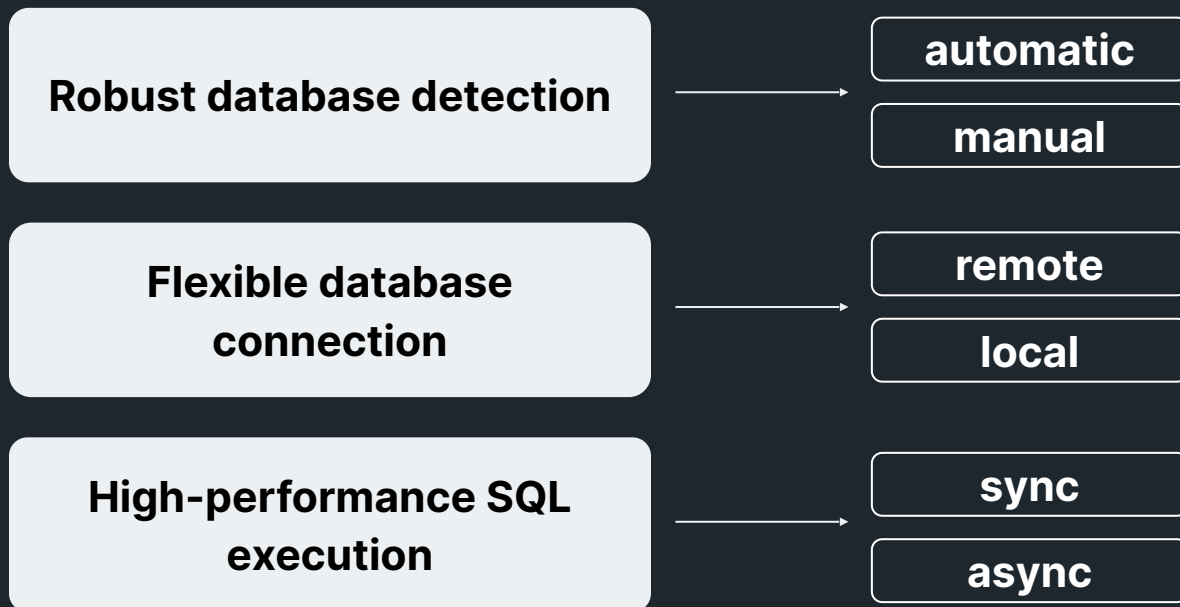 Robust database detection
automatic
manual
Flexible database
connection
remote
local
High-performance SQL
execution
sync
async